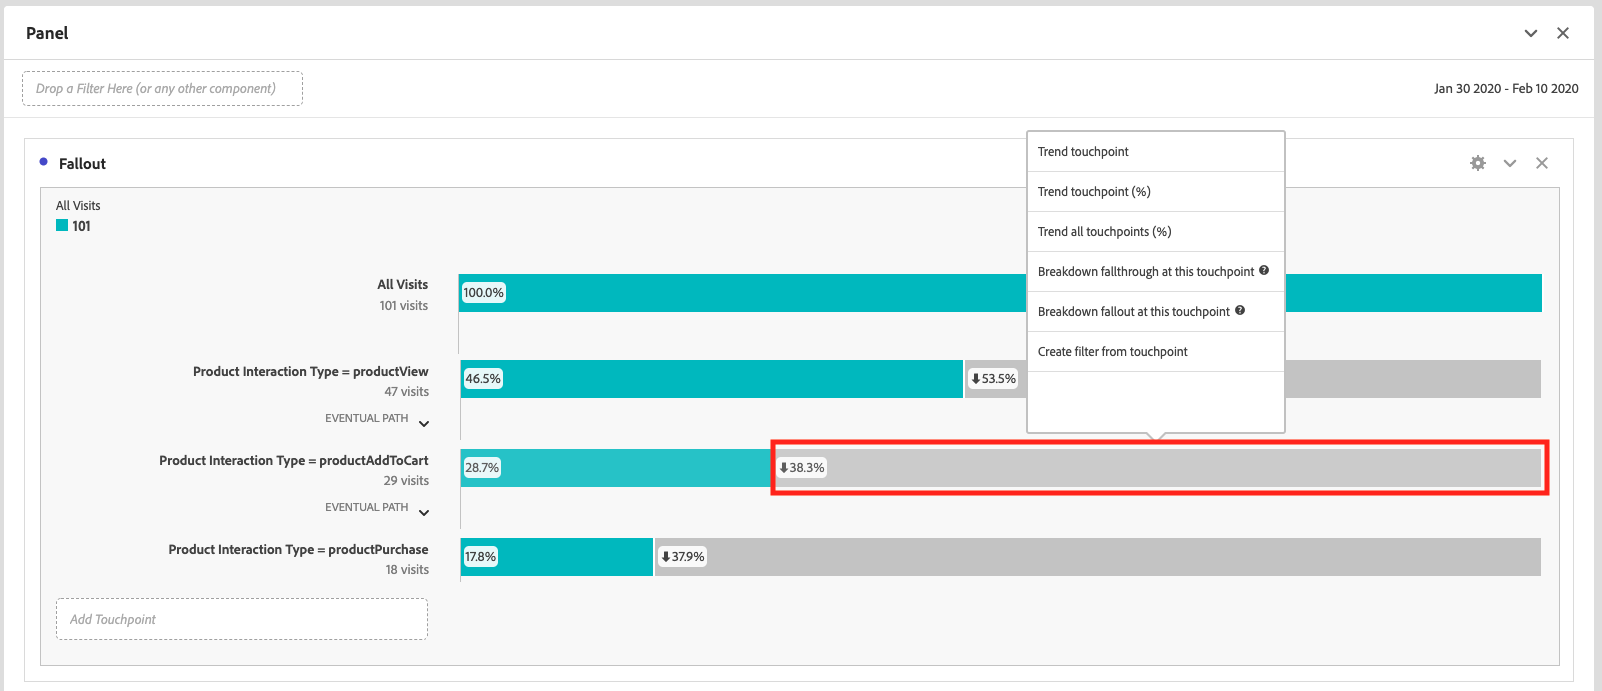 Panel
Drop a Filter Here (or any other component)
Jan 30 2020 - Feb 10 2020
Fallout
All Visits
101
Trend touchpoint
Trend touchpoint (%)
Trend all touchpoints (%)
Breakdown fallthrough at this touchpoint ?
Breakdown fallout at this touchpoint ?
Create filter from touchpoint
All Visits
101 visits
100.0%
Product Interaction Type = productView
47 visits
46.5%
53.5%
EVENTUAL PATH
Product Interaction Type = productAddToCart
29 visits
28.7%
38.3%
EVENTUAL PATH
Product Interaction Type = productPurchase
18 visits
17.8%
37.9%
Add Touchpoint